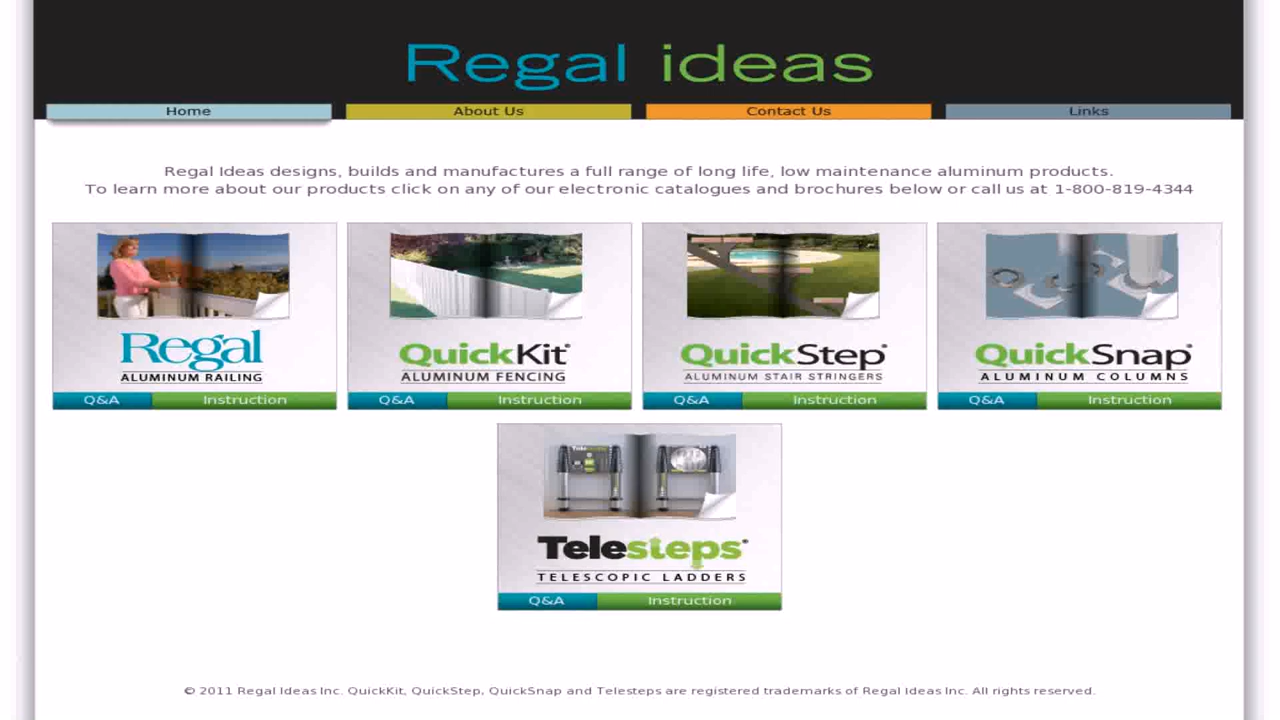 Regal ideas
Home About Us Contact Us Links
Regal Ideas designs, builds and manufactures a full range of long life, low maintenance aluminum products.
To learn more about our products click on any of our electronic catalogues and brochures below or call us at 1-800-819-4344
Regal
ALUMINUM RAILING
Q&A Instruction
QuickKit®
ALUMINUM FENCING
Q&A Instruction
QuickStep®
ALUMINUM STAIR STRINGERS
Q&A Instruction
QuickSnap®
ALUMINUM COLUMNS
Q&A Instruction
Telesteps
Telesteps®
TELESCOPIC LADDERS
Q&A Instruction
© 2011 Regal Ideas Inc. QuickKit, QuickStep, QuickSnap and Telesteps are registered trademarks of Regal Ideas Inc. All rights reserved.